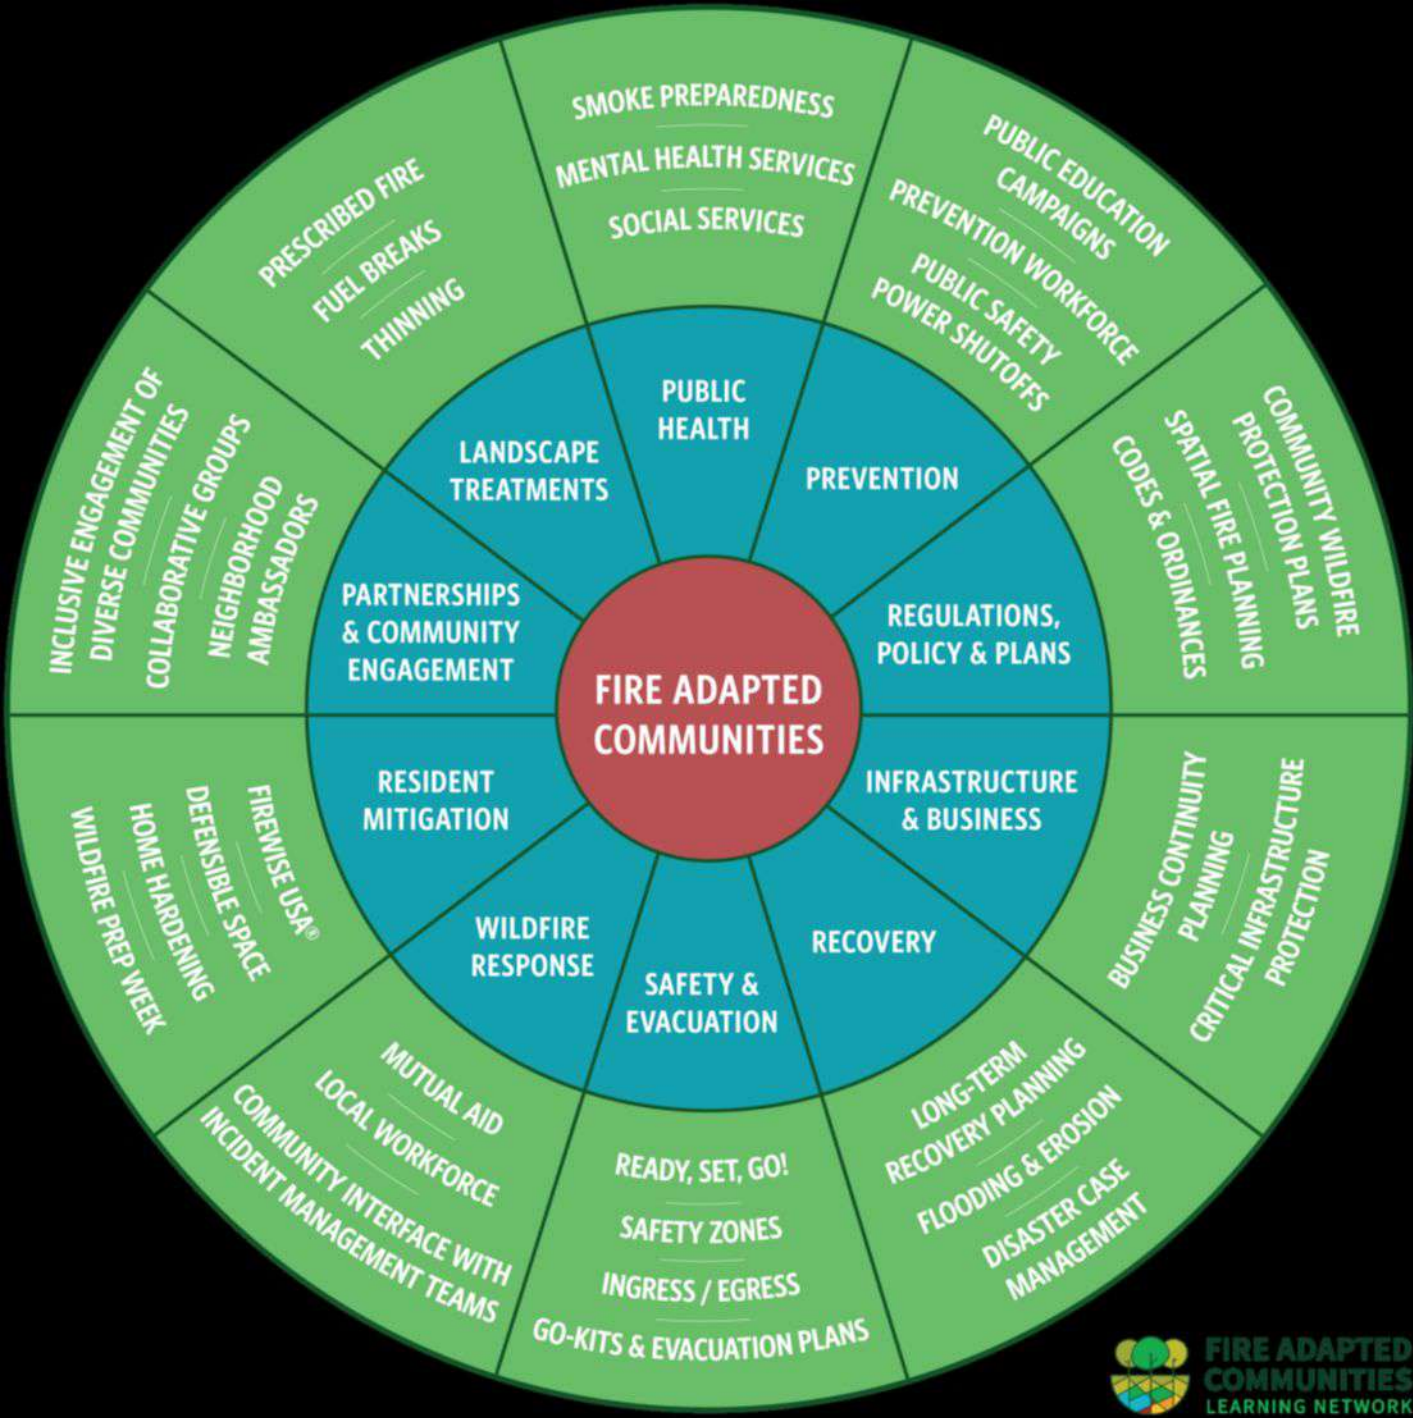 SMOKE PREPAREDNESS
MENTAL HEALTH SERVICES
SOCIAL SERVICES
PUBLIC
HEALTH
PUBLIC EDUCATION
CAMPAIGNS
PREVENTION WORKFORCE
PUBLIC SAFETY
POWER SHUTOFFS
PREVENTION
COMMUNITY WILDFIRE
PROTECTION PLANS
SPATIAL FIRE PLANNING
CODES & ORDINANCES
REGULATIONS,
POLICY & PLANS
BUSINESS CONTINUITY
PLANNING
CRITICAL INFRASTRUCTURE
PROTECTION
INFRASTRUCTURE
& BUSINESS
LONG-TERM
RECOVERY PLANNING
FLOODING & EROSION
DISASTER CASE
MANAGEMENT
RECOVERY
READY, SET, GO!
SAFETY ZONES
INGRESS / EGRESS
GO-KITS & EVACUATION PLANS
SAFETY &
EVACUATION
MUTUAL AID
LOCAL WORKFORCE
COMMUNITY INTERFACE WITH
INCIDENT MANAGEMENT TEAMS
WILDFIRE
RESPONSE
FIREWISE USA®
DEFENSIBLE SPACE
HOME HARDENING
WILDFIRE PREP WEEK
RESIDENT
MITIGATION
INCLUSIVE ENGAGEMENT OF
DIVERSE COMMUNITIES
COLLABORATIVE GROUPS
NEIGHBORHOOD
AMBASSADORS
PARTNERSHIPS
& COMMUNITY
ENGAGEMENT
PRESCRIBED FIRE
FUEL BREAKS
THINNING
LANDSCAPE
TREATMENTS
FIRE ADAPTED
COMMUNITIES
FIRE ADAPTED
COMMUNITIES
LEARNING NETWORK